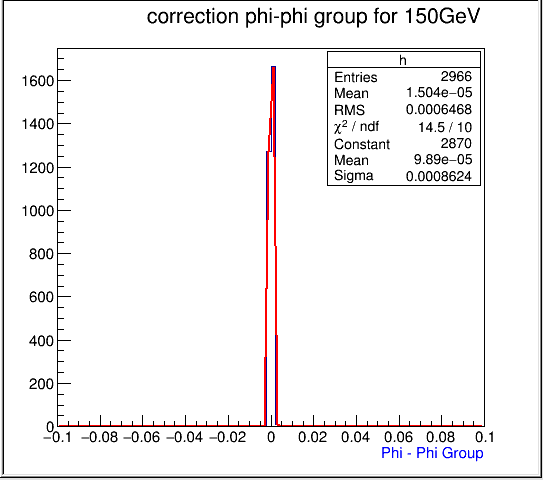 correction phi-phi group for 150GeV
h
Entries 2966
Mean 1.504e−05
RMS 0.0006468
χ² / ndf 14.5 / 10
Constant 2870
Mean 9.89e−05
Sigma 0.0008624
1600
1400
1200
1000
800
600
400
200
0
−0.1 −0.08 −0.06 −0.04 −0.02 0 0.02 0.04 0.06 0.08 0.1
Phi - Phi Group